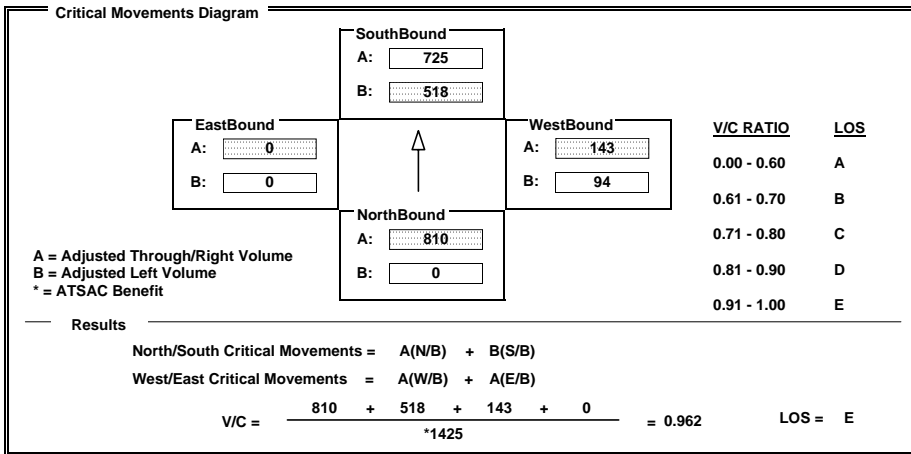 Critical Movements Diagram
SouthBound
A: 725
B: 518
EastBound
A: 0
B: 0
WestBound
A: 143
B: 94
NorthBound
A: 810
B: 0
V/C RATIO LOS
0.00 - 0.60 A
0.61 - 0.70 B
0.71 - 0.80 C
0.81 - 0.90 D
0.91 - 1.00 E
A = Adjusted Through/Right Volume
B = Adjusted Left Volume
* = ATSAC Benefit
Results
North/South Critical Movements = A(N/B) + B(S/B)
West/East Critical Movements = A(W/B) + A(E/B)
V/C = 810 + 518 + 143 + 0 = 0.962 LOS = E
*1425